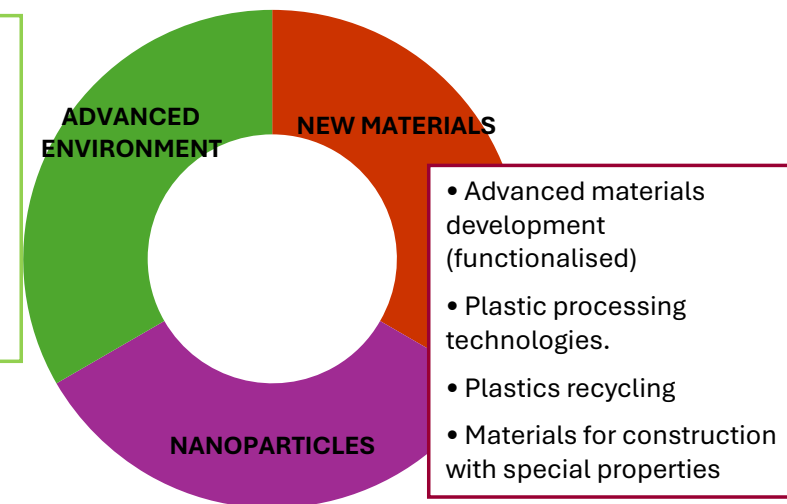 ADVANCED
ENVIRONMENT
NEW MATERIALS
• Advanced materials
development
(functionalised)
• Plastic processing
technologies.
• Plastics recycling
• Materials for construction
with special properties
NANOPARTICLES